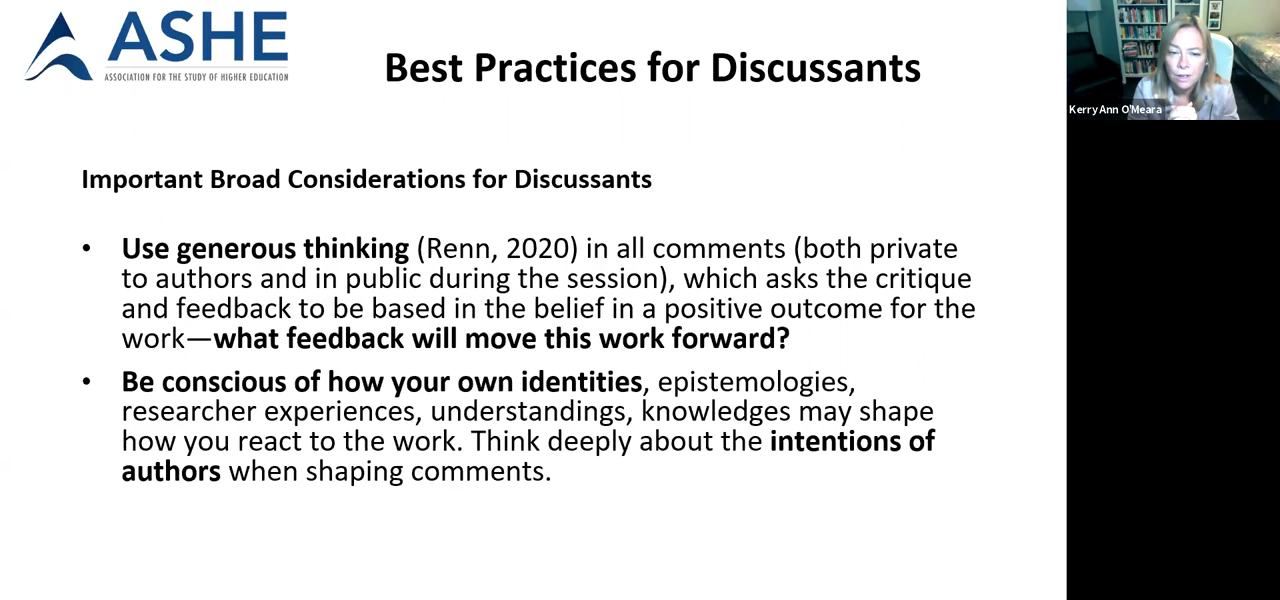 ASHE
ASSOCIATION FOR THE STUDY OF HIGHER EDUCATION
Best Practices for Discussants
Kerry Ann O'Meara
Important Broad Considerations for Discussants
• Use generous thinking (Renn, 2020) in all comments (both private
to authors and in public during the session), which asks the critique
and feedback to be based in the belief in a positive outcome for the
work—what feedback will move this work forward?
• Be conscious of how your own identities, epistemologies,
researcher experiences, understandings, knowledges may shape
how you react to the work. Think deeply about the intentions of
authors when shaping comments.